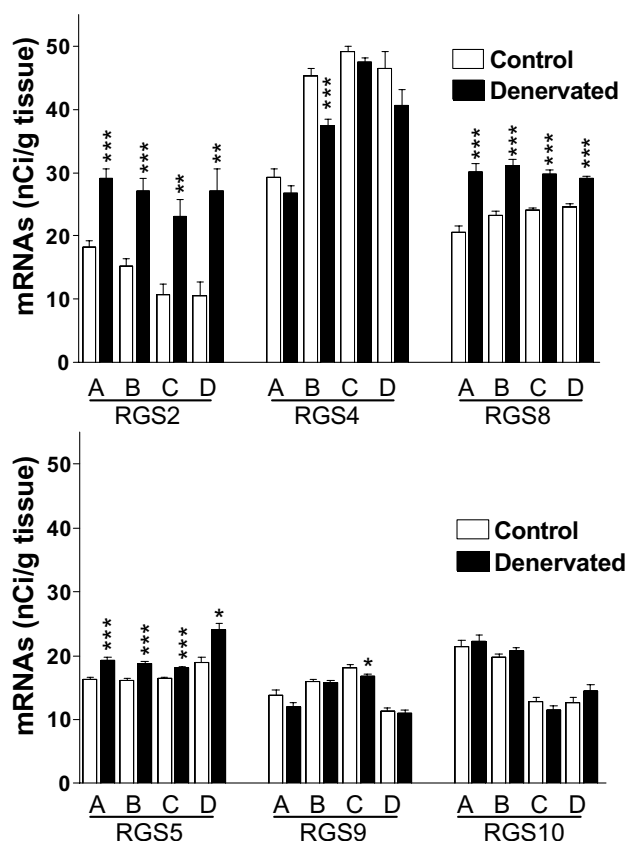 mRNAs (nCi/g tissue)
50
40
30
20
10
0
Control
Denervated
*** *** ** **
***
*** *** *** ***
A B C D A B C D A B C D
RGS2 RGS4 RGS8
mRNAs (nCi/g tissue)
50
40
30
20
10
0
Control
Denervated
*** *** *** *
*
A B C D A B C D A B C D
RGS5 RGS9 RGS10